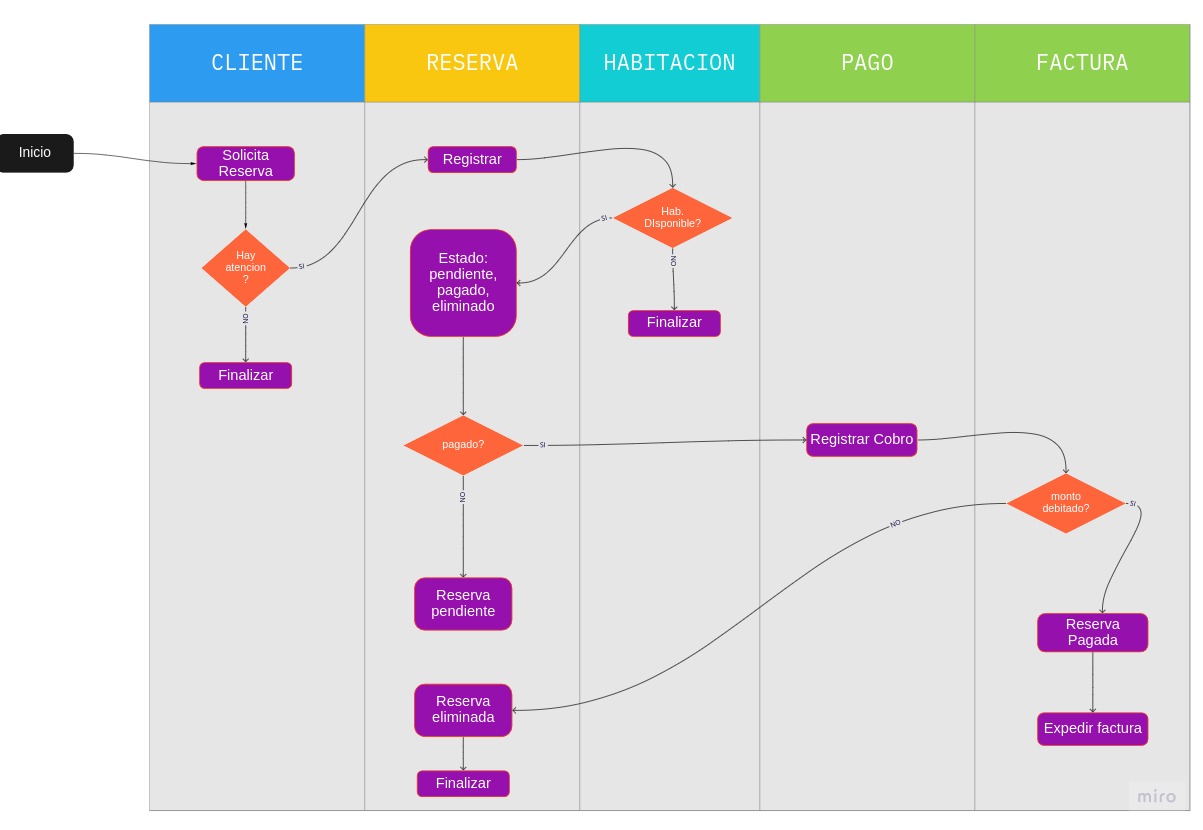 CLIENTE
RESERVA
HABITACION
PAGO
FACTURA
Inicio
Solicita
Reserva
Registrar
Hab.
DIsponible?
SI
Hay
atencion
?
SI
NO
Estado:
pendiente,
pagado,
eliminado
NO
NO
Finalizar
Finalizar
pagado?
SI
Registrar Cobro
monto
debitado?
SI
NO
NO
Reserva
pendiente
Reserva
Pagada
Reserva
eliminada
Expedir factura
Finalizar
miro